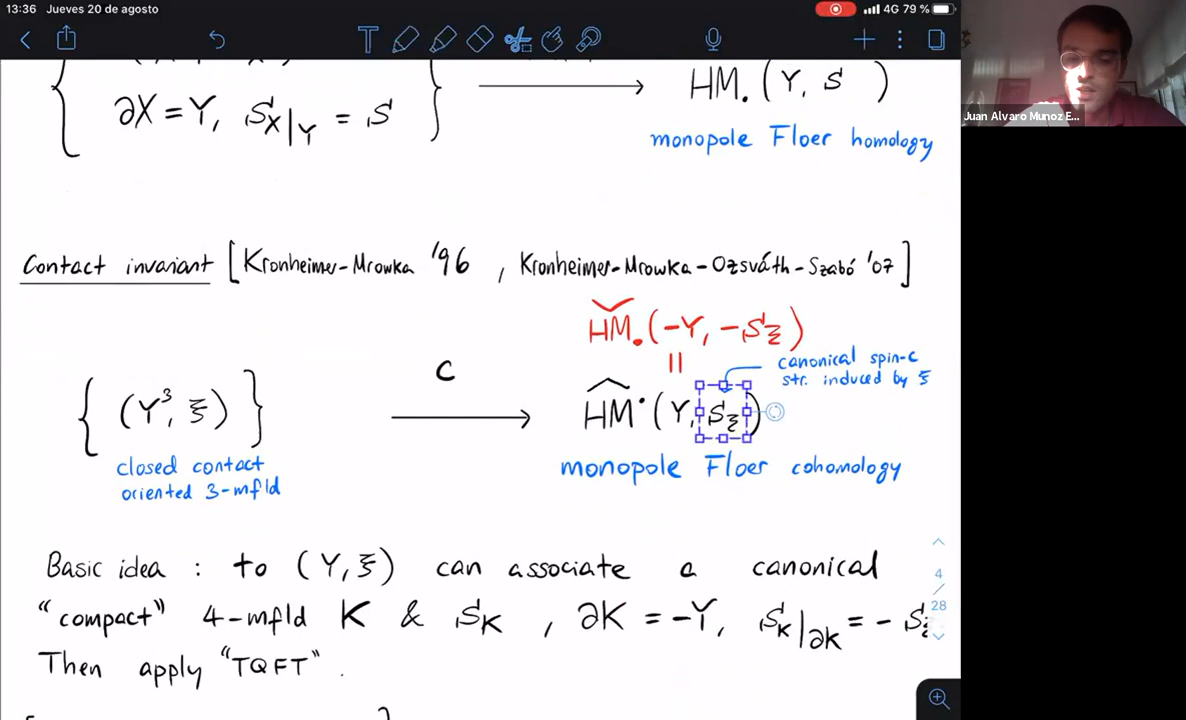 13:36 Jueves 20 de agosto
4G 79 %
∂X = Y, 𝔰_X|_Y = 𝔰
HM. (Y, 𝔰)
monopole Floer homology
Juan Alvaro Munoz E...
Contact invariant [Kronheimer-Mrowka '96, Kronheimer-Mrowka-Ozsváth-Szabó '07]
HM̌. (-Y, -𝔰_ξ)
||
canonical spin-c
str. induced by ξ
C
{ (Y³, ξ) } ⟶ HM̂^• (Y, 𝔰_ξ)
closed contact
oriented 3-mfld
monopole Floer cohomology
Basic idea : to (Y, ξ) can associate a canonical
"compact" 4-mfld K & 𝔰_K , ∂K = -Y, 𝔰_K|_∂K = - 𝔰_ξ
Then apply "TQFT" .
4
/
28